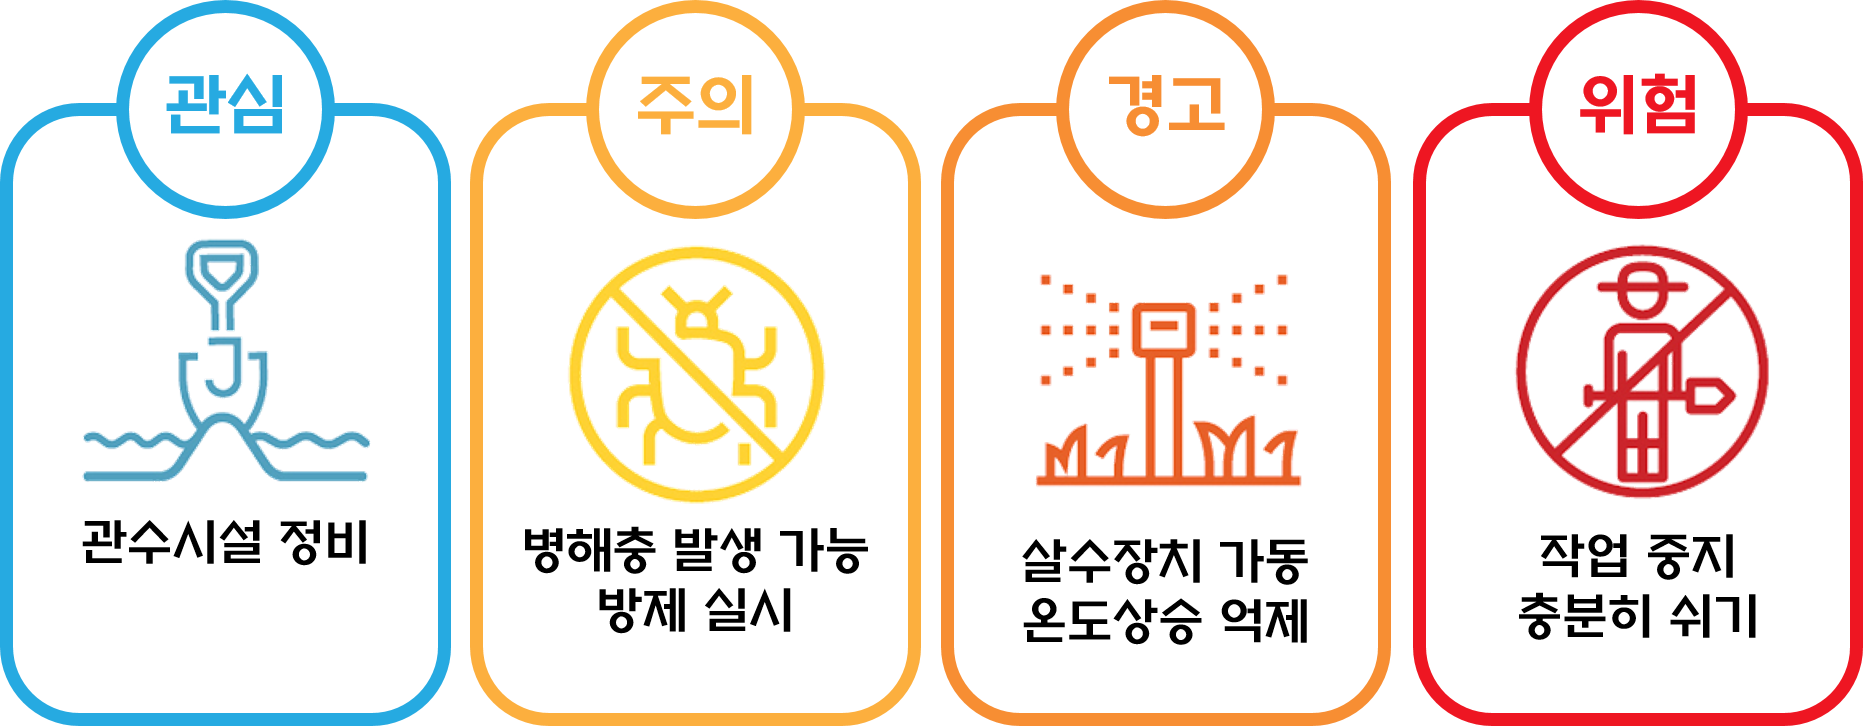 관심
관수시설 정비
주의
병해충 발생 가능
방제 실시
경고
살수장치 가동
온도상승 억제
위험
작업 중지
충분히 쉬기